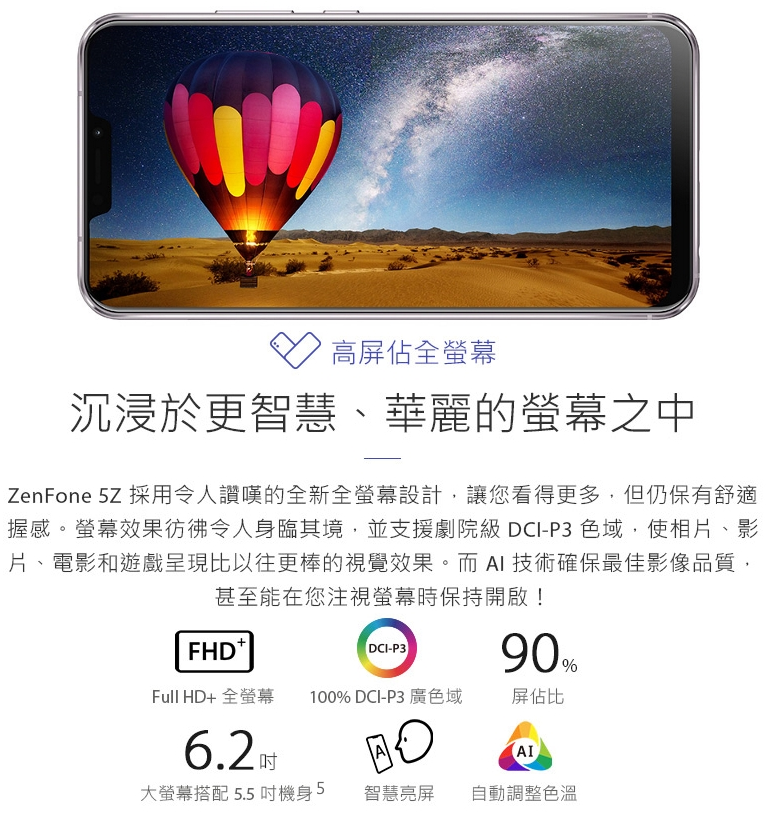 高屏佔全螢幕
沉浸於更智慧、華麗的螢幕之中
ZenFone 5Z 採用令人讚嘆的全新全螢幕設計，讓您看得更多，但仍保有舒適
握感。螢幕效果彷彿令人身臨其境，並支援劇院級 DCI-P3 色域，使相片、影
片、電影和遊戲呈現比以往更棒的視覺效果。而 AI 技術確保最佳影像品質，
甚至能在您注視螢幕時保持開啟！
FHD+
DCI-P3
90%
Full HD+ 全螢幕
100% DCI-P3 廣色域
屏佔比
6.2吋
A
AI
大螢幕搭配 5.5 吋機身5
智慧亮屏
自動調整色溫